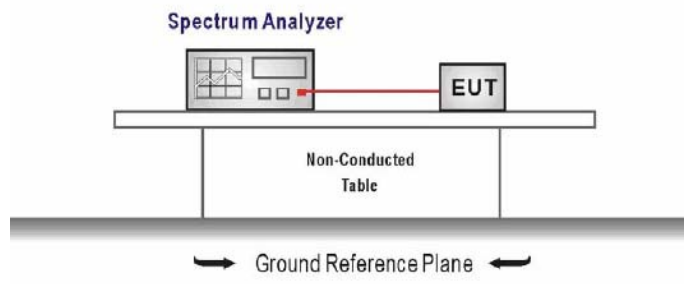 Spectrum Analyzer
EUT
Non-Conducted
Table
Ground Reference Plane